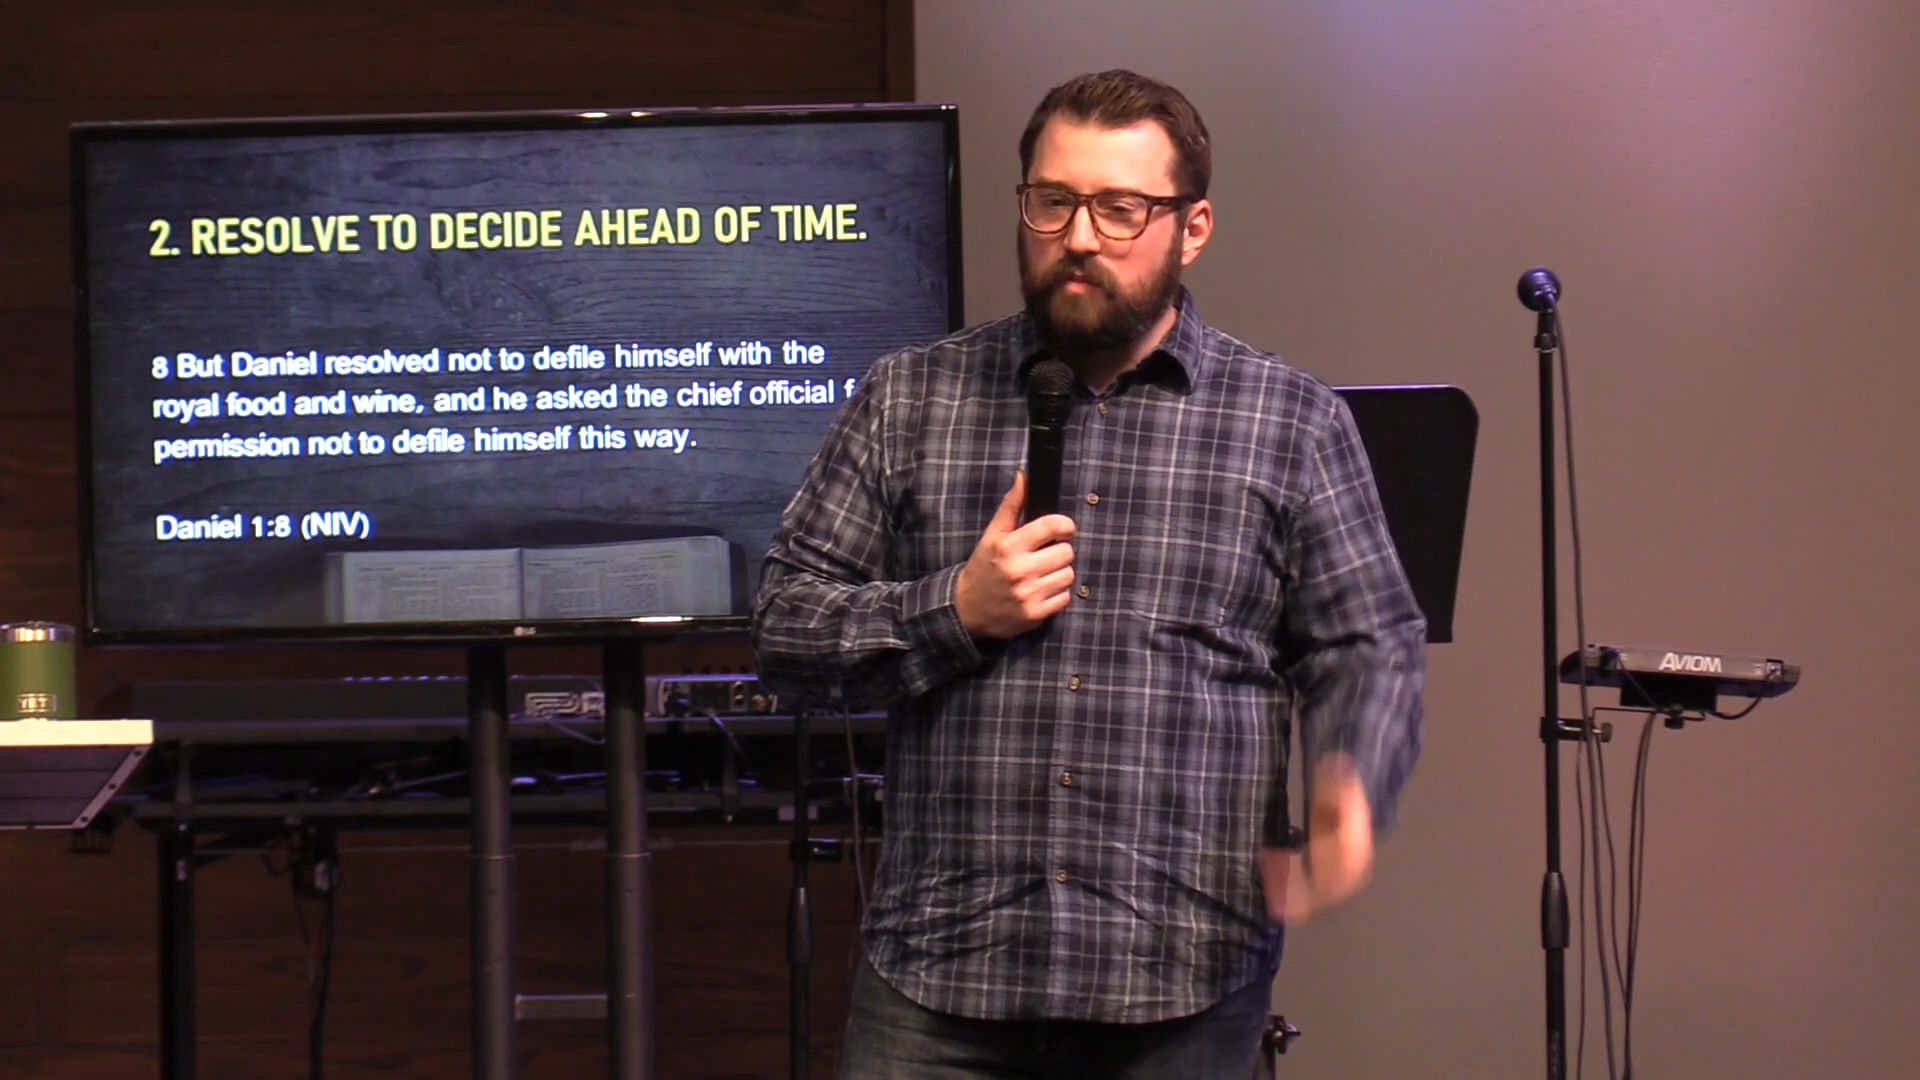 2. RESOLVE TO DECIDE AHEAD OF TIME.
8 But Daniel resolved not to defile himself with the
royal food and wine, and he asked the chief official f
permission not to defile himself this way.
Daniel 1:8 (NIV)
LG
YETI
AVIOM